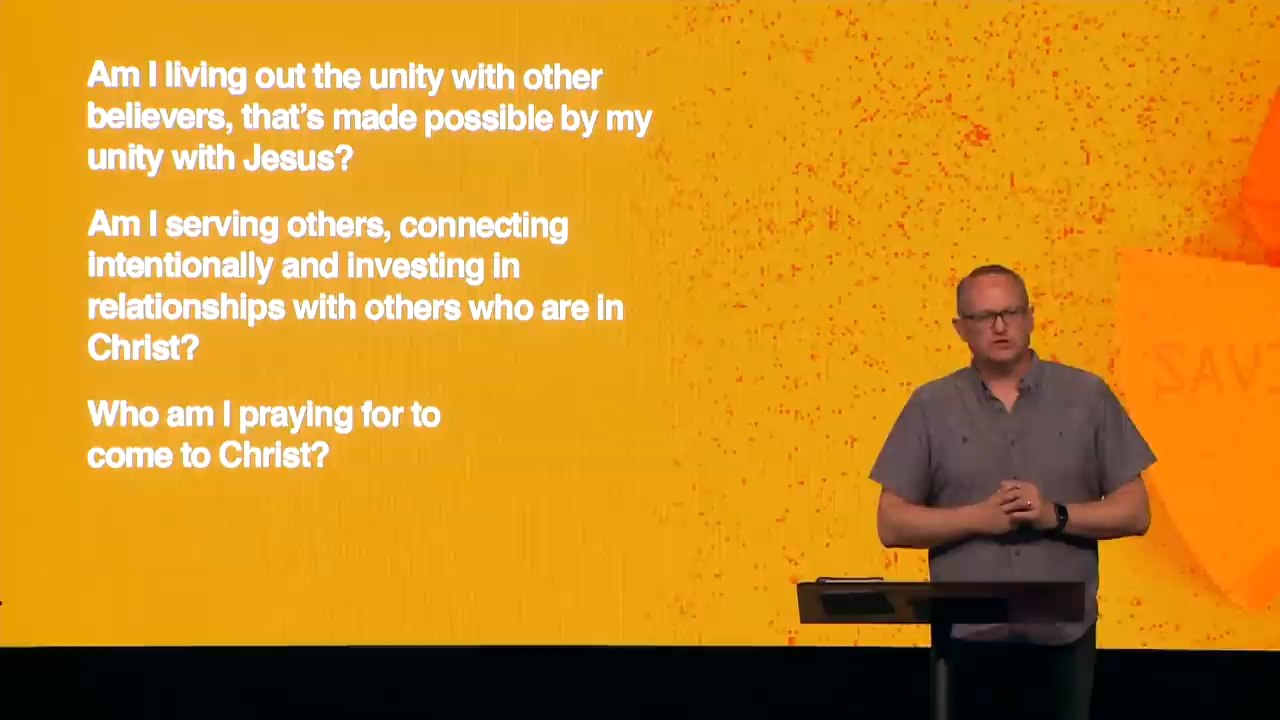 Am I living out the unity with other
believers, that's made possible by my
unity with Jesus?
Am I serving others, connecting
intentionally and investing in
relationships with others who are in
Christ?
Who am I praying for to
come to Christ?